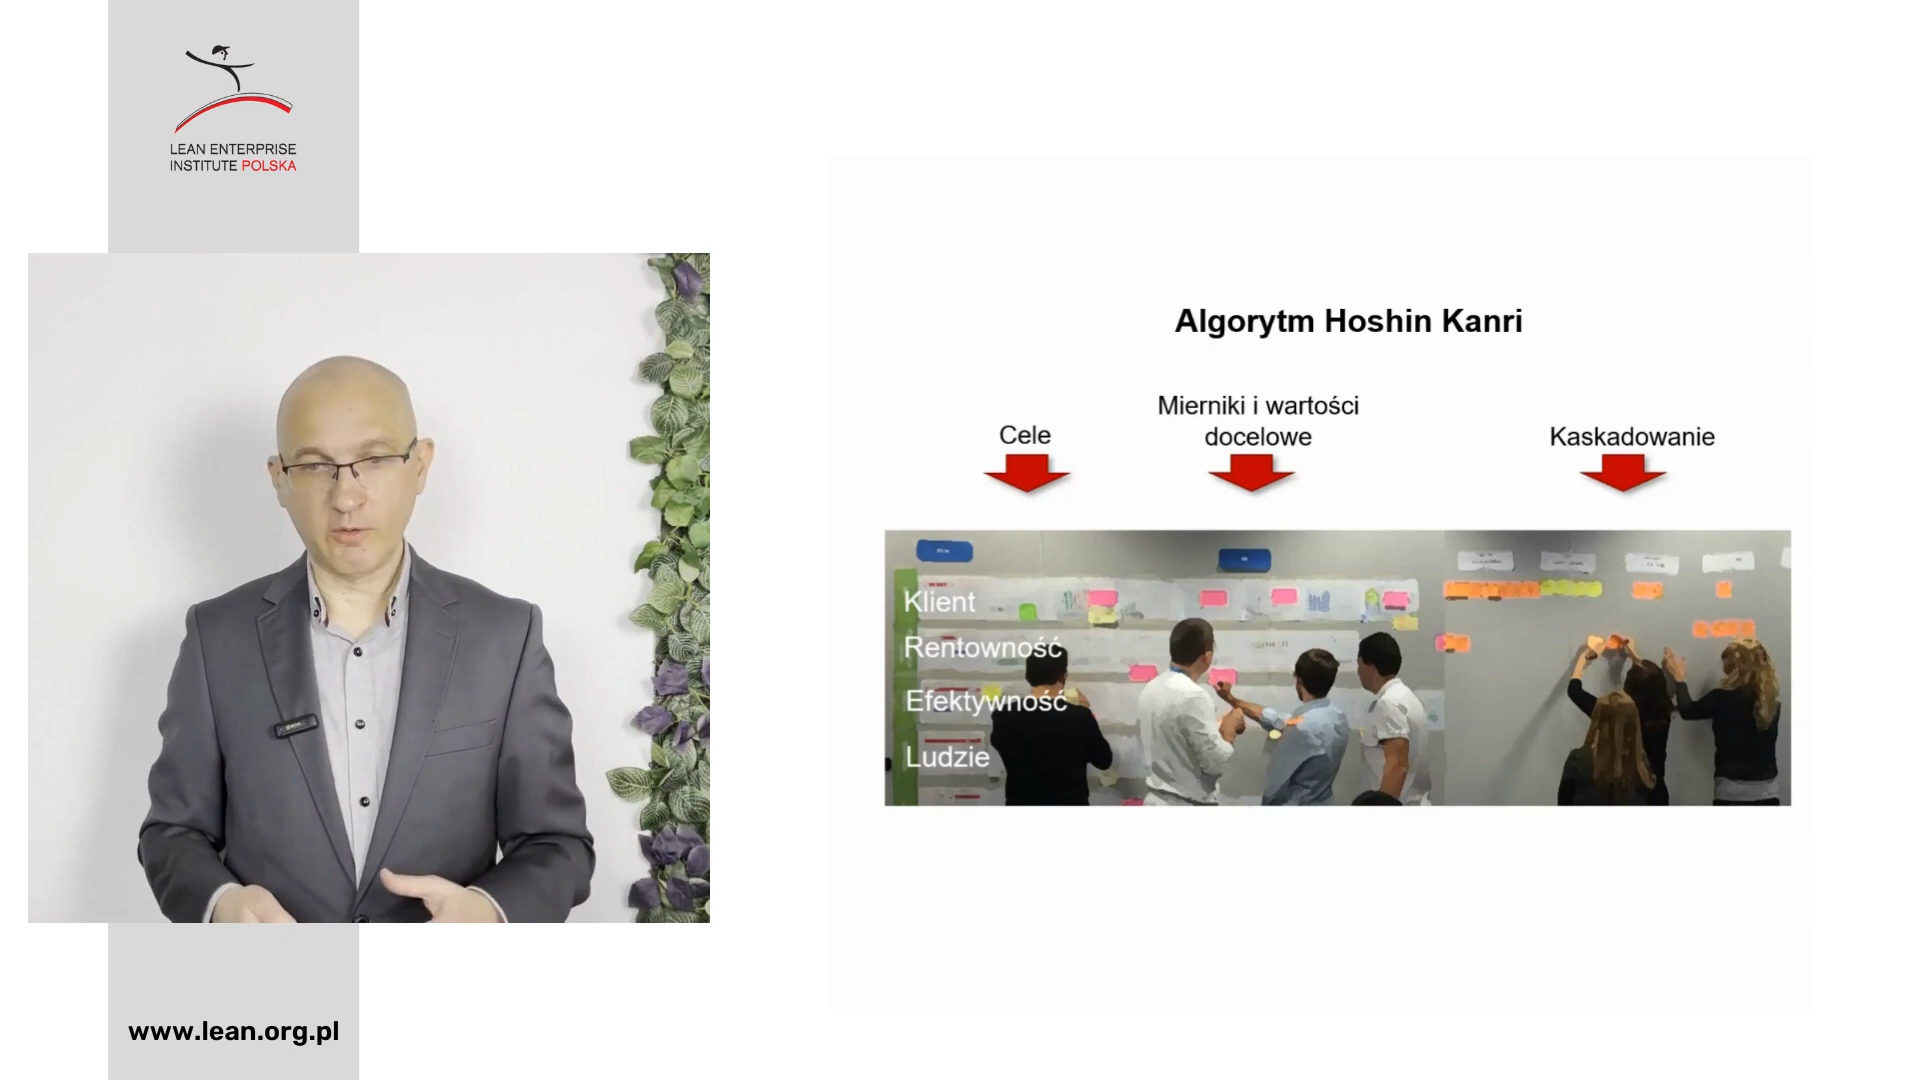 LEAN ENTERPRISE
INSTITUTE POLSKA
Algorytm Hoshin Kanri
Cele
Mierniki i wartości
docelowe
Kaskadowanie
Klient
Rentowność
Efektywność
Ludzie
www.lean.org.pl